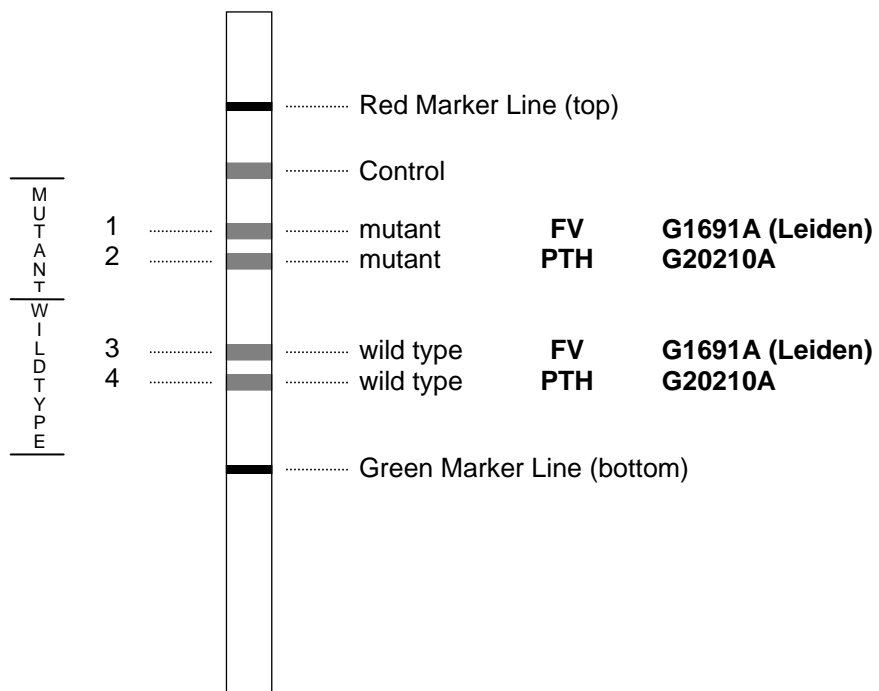 Red Marker Line (top)
Control
MUTANT
1 mutant FV G1691A (Leiden)
2 mutant PTH G20210A
WILDTYPE
3 wild type FV G1691A (Leiden)
4 wild type PTH G20210A
Green Marker Line (bottom)